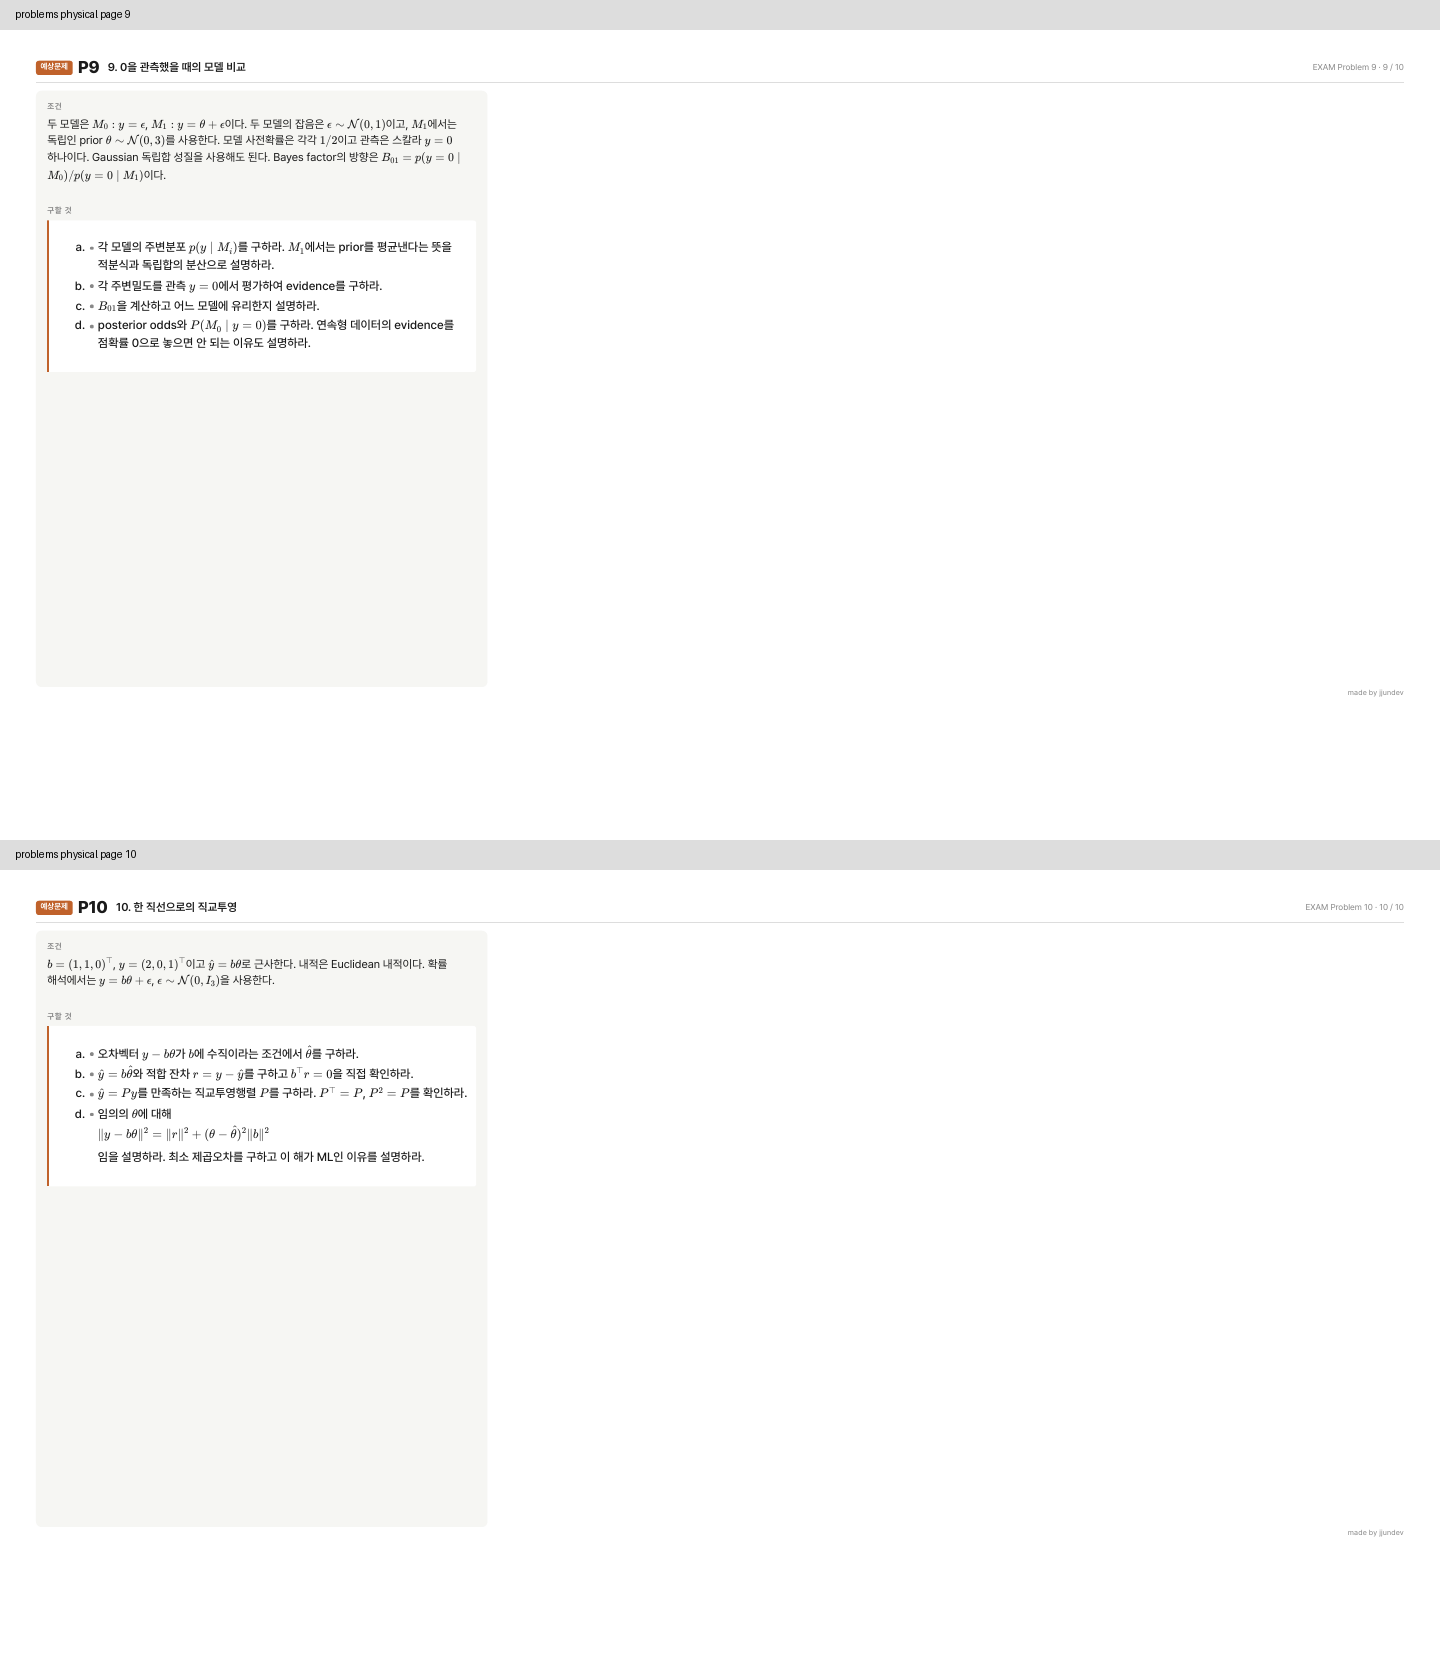 problems physical page 9
예상문제 P9 9. 0을 관측했을 때의 모델 비교
EXAM Problem 9 · 9 / 10
조건
두 모델은 M₀ : y = ϵ, M₁ : y = θ + ϵ이다. 두 모델의 잡음은 ϵ ∼ 𝒩(0, 1)이고, M₁에서는
독립인 prior θ ∼ 𝒩(0, 3)를 사용한다. 모델 사전확률은 각각 1/2이고 관측은 스칼라 y = 0
하나이다. Gaussian 독립합 성질을 사용해도 된다. Bayes factor의 방향은 B₀₁ = p(y = 0 |
M₀)/p(y = 0 | M₁)이다.
구할 것
a. • 각 모델의 주변분포 p(y | Mᵢ)를 구하라. M₁에서는 prior를 평균낸다는 뜻을
적분식과 독립합의 분산으로 설명하라.
b. • 각 주변밀도를 관측 y = 0에서 평가하여 evidence를 구하라.
c. • B₀₁을 계산하고 어느 모델에 유리한지 설명하라.
d. • posterior odds와 P(M₀ | y = 0)를 구하라. 연속형 데이터의 evidence를
점확률 0으로 놓으면 안 되는 이유도 설명하라.
made by jjundev
problems physical page 10
예상문제 P10 10. 한 직선으로의 직교투영
EXAM Problem 10 · 10 / 10
조건
b = (1, 1, 0)⊤, y = (2, 0, 1)⊤이고 ŷ = bθ로 근사한다. 내적은 Euclidean 내적이다. 확률
해석에서는 y = bθ + ϵ, ϵ ∼ 𝒩(0, I₃)을 사용한다.
구할 것
a. • 오차벡터 y − bθ가 b에 수직이라는 조건에서 θ̂를 구하라.
b. • ŷ = bθ̂와 적합 잔차 r = y − ŷ를 구하고 b⊤r = 0을 직접 확인하라.
c. • ŷ = Py를 만족하는 직교투영행렬 P를 구하라. P⊤ = P, P² = P를 확인하라.
d. • 임의의 θ에 대해
‖y − bθ‖² = ‖r‖² + (θ − θ̂)²‖b‖²
임을 설명하라. 최소 제곱오차를 구하고 이 해가 ML인 이유를 설명하라.
made by jjundev